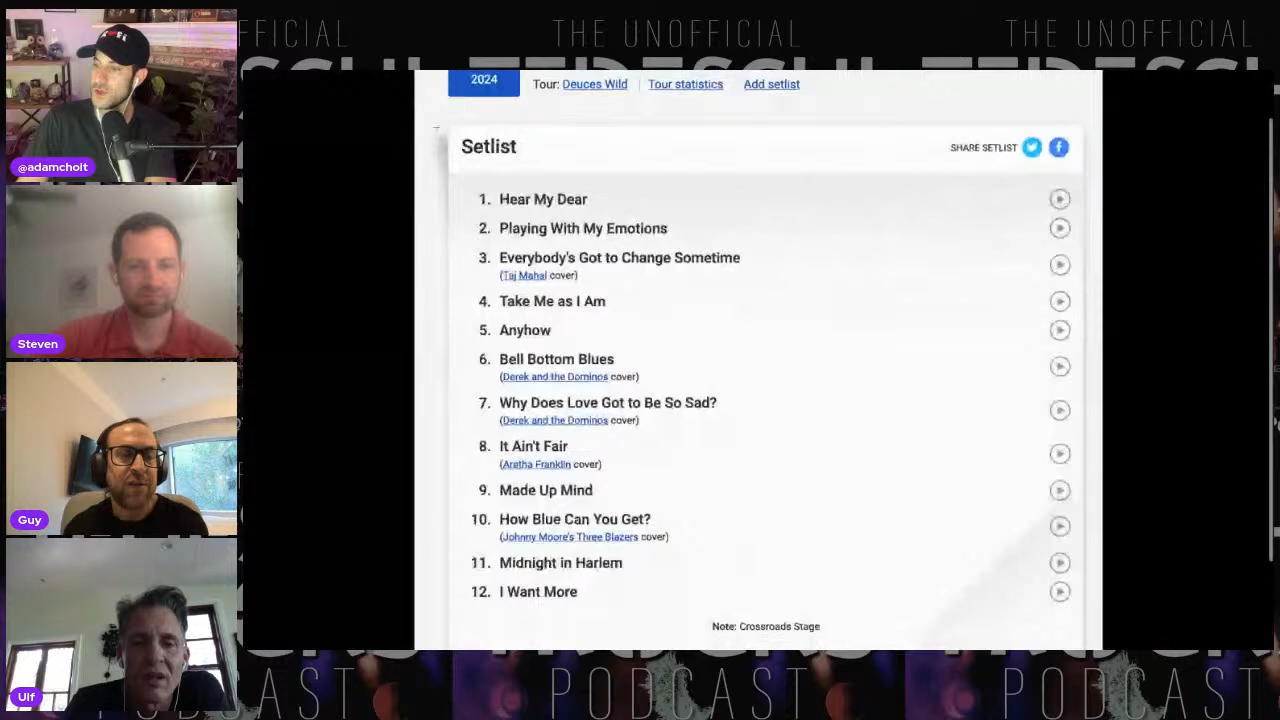 THE UNOFFICIAL THE UNOFFICIAL
2024
Tour: Deuces Wild Tour statistics Add setlist
Setlist
SHARE SETLIST
1. Hear My Dear
2. Playing With My Emotions
3. Everybody's Got to Change Sometime
(Taj Mahal cover)
4. Take Me as I Am
5. Anyhow
6. Bell Bottom Blues
(Derek and the Dominos cover)
7. Why Does Love Got to Be So Sad?
(Derek and the Dominos cover)
8. It Ain't Fair
(Aretha Franklin cover)
9. Made Up Mind
10. How Blue Can You Get?
(Johnny Moore's Three Blazers cover)
11. Midnight in Harlem
12. I Want More
Note: Crossroads Stage
@adamchoit
Steven
Guy
Ulf
PODCAST PODCAST